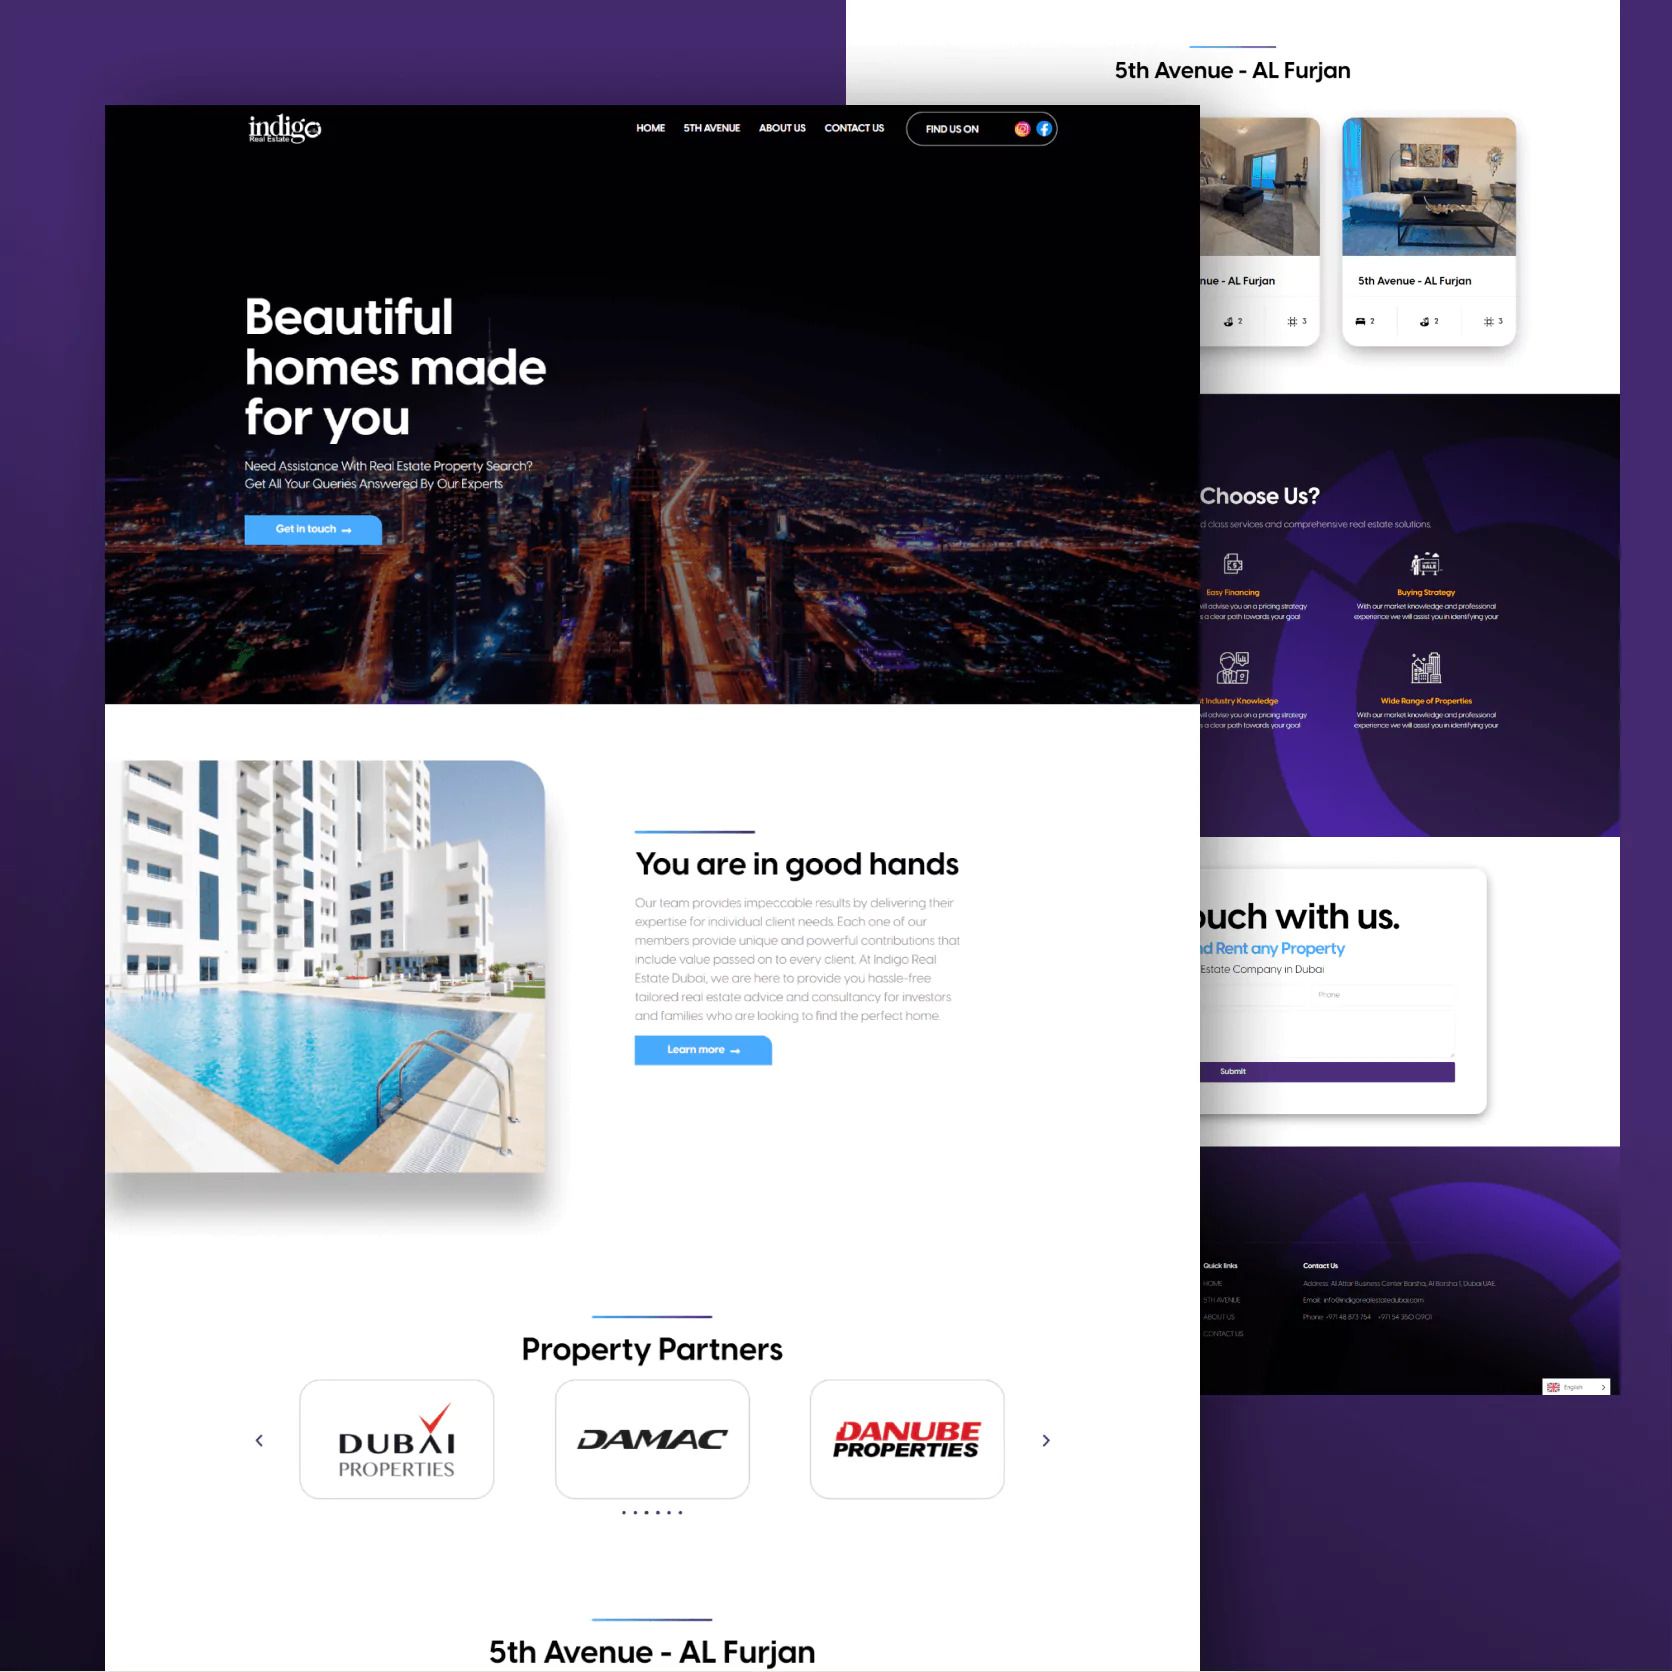 indigo
Real Estate
HOME 5TH AVENUE ABOUT US CONTACT US FIND US ON
Beautiful
homes made
for you
Need Assistance With Real Estate Property Search?
Get All Your Queries Answered By Our Experts
Get in touch →
You are in good hands
Our team provides impeccable results by delivering their
expertise for individual client needs. Each one of our
members provide unique and powerful contributions that
include value passed on to every client. At Indigo Real
Estate Dubai, we are here to provide you hassle-free
tailored real estate advice and consultancy for investors
and families who are looking to find the perfect home.
Learn more →
Property Partners
DUBAI
PROPERTIES
DAMAC
DANUBE
PROPERTIES
5th Avenue - AL Furjan
5th Avenue - AL Furjan
nue - AL Furjan
2 3
5th Avenue - AL Furjan
2 2 3
Choose Us?
d class services and comprehensive real estate solutions.
Easy Financing
will advise you on a pricing strategy
s a clear path towards your goal
SALE
Buying Strategy
With our market knowledge and professional
experience we will assist you in identifying your
t Industry Knowledge
will advise you on a pricing strategy
s a clear path towards your goal
Wide Range of Properties
With our market knowledge and professional
experience we will assist you in identifying your
ouch with us.
nd Rent any Property
Estate Company in Dubai
Phone
Submit
Quick links
HOME
5TH AVENUE
ABOUT US
CONTACT US
Contact Us
Address: Al Attar Business Center Barsha, Al Barsha 1, Dubai UAE.
Email: info@indigorealestatedubai.com
Phone: +971 48 873 754 +971 54 350 0901
English